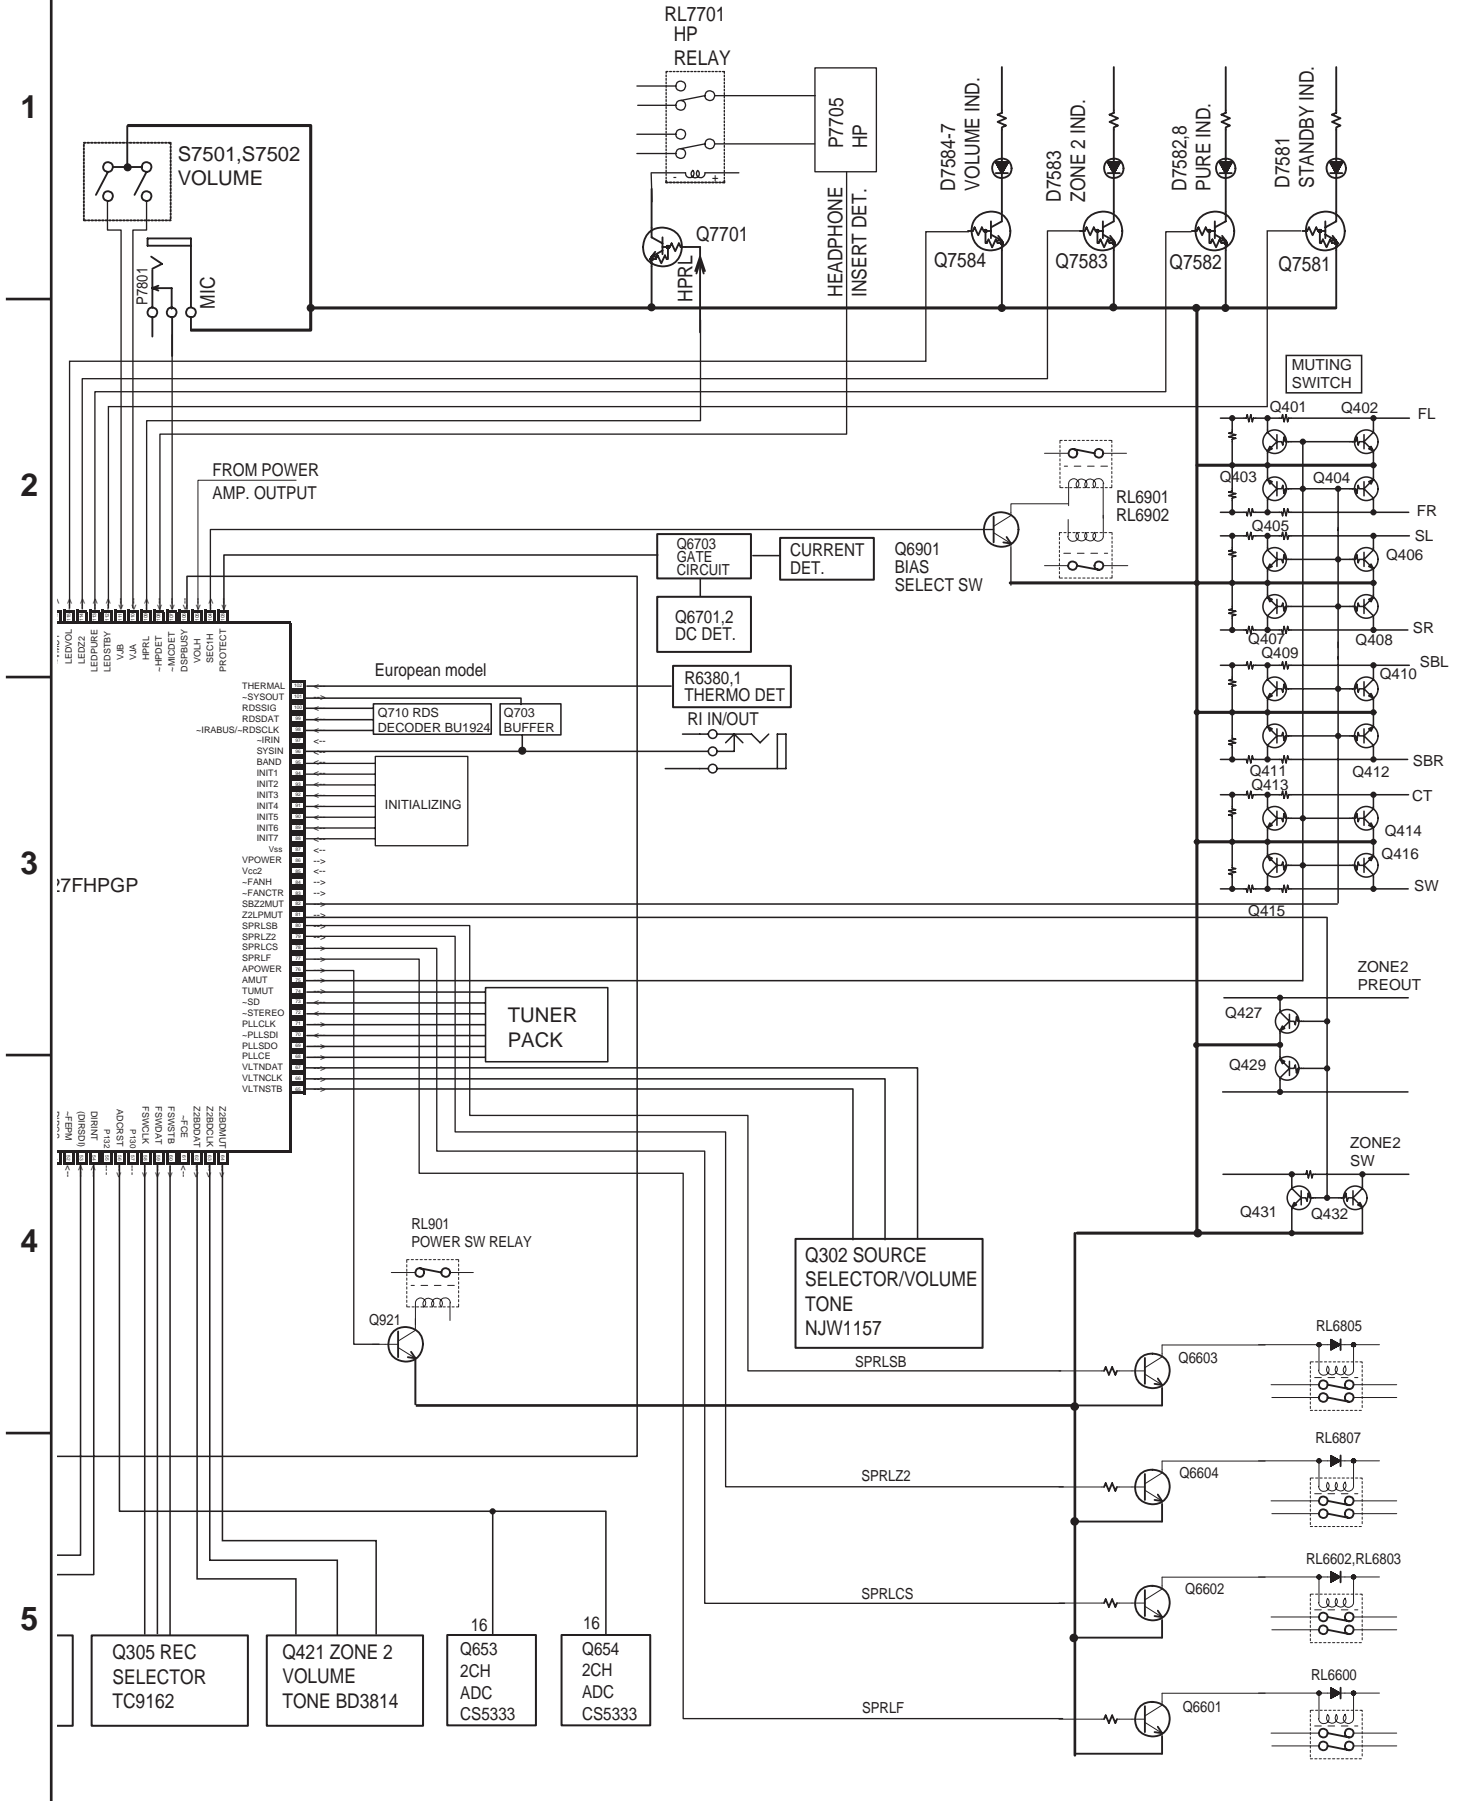 1
2
3
4
5
RL7701
HP
RELAY
P7705
HP
S7501,S7502
VOLUME
P7801
MIC
Q7701
HPRL
HEADPHONE
INSERT DET.
D7584-7
VOLUME IND.
D7583
ZONE 2 IND.
D7582,8
PURE IND.
D7581
STANDBY IND.
Q7584
Q7583
Q7582
Q7581
- +
MUTING
SWITCH
Q401
Q402
FL
Q403
Q404
FR
Q405
SL
Q406
Q407
Q408
SR
Q409
SBL
Q410
Q411
Q412
SBR
Q413
CT
Q414
Q416
SW
Q415
FROM POWER
AMP. OUTPUT
RL6901
RL6902
Q6901
BIAS
SELECT SW
Q6703
GATE
CIRCUIT
CURRENT
DET.
Q6701,2
DC DET.
LEDVOL
LEDZ2
LEDPURE
LEDSTBY
VJB
VJA
HPRL
~HPDET
~MICDET
DSPBUSY
VOLH
SEC1H
PROTECT
European model
R6380,1
THERMO DET
Q710 RDS
DECODER BU1924
Q703
BUFFER
RI IN/OUT
INITIALIZING
THERMAL
~SYSOUT
RDSSIG
RDSDAT
~IRABUS/~RDSCLK
~IRIN
SYSIN
BAND
INIT1
INIT2
INIT3
INIT4
INIT5
INIT6
INIT7
Vss
VPOWER
Vcc2
~FANH
~FANCTR
SBZ2MUT
Z2LPMUT
SPRLSB
SPRLZ2
SPRLCS
SPRLF
APOWER
AMUT
TUMUT
~SD
~STEREO
PLLCLK
~PLLSDI
PLLSDO
PLLCE
VLTNDAT
VLTNCLK
VLTNSTB
27FHPGP
TUNER
PACK
ZONE2
PREOUT
Q427
Q429
ZONE2
SW
Q431
Q432
~FEPM
(DIRSDI)
DIRINT
P132
ADCRST
P130
FSWCLK
FSWDAT
FSWSTB
~FCE
Z2BDDAT
Z2BDCLK
Z2BDMUT
RL901
POWER SW RELAY
Q921
Q302 SOURCE
SELECTOR/VOLUME
TONE
NJW1157
SPRLSB
Q6603
RL6805
SPRLZ2
Q6604
RL6807
SPRLCS
Q6602
RL6602,RL6803
SPRLF
Q6601
RL6600
Q305 REC
SELECTOR
TC9162
Q421 ZONE 2
VOLUME
TONE BD3814
16
Q653
2CH
ADC
CS5333
16
Q654
2CH
ADC
CS5333